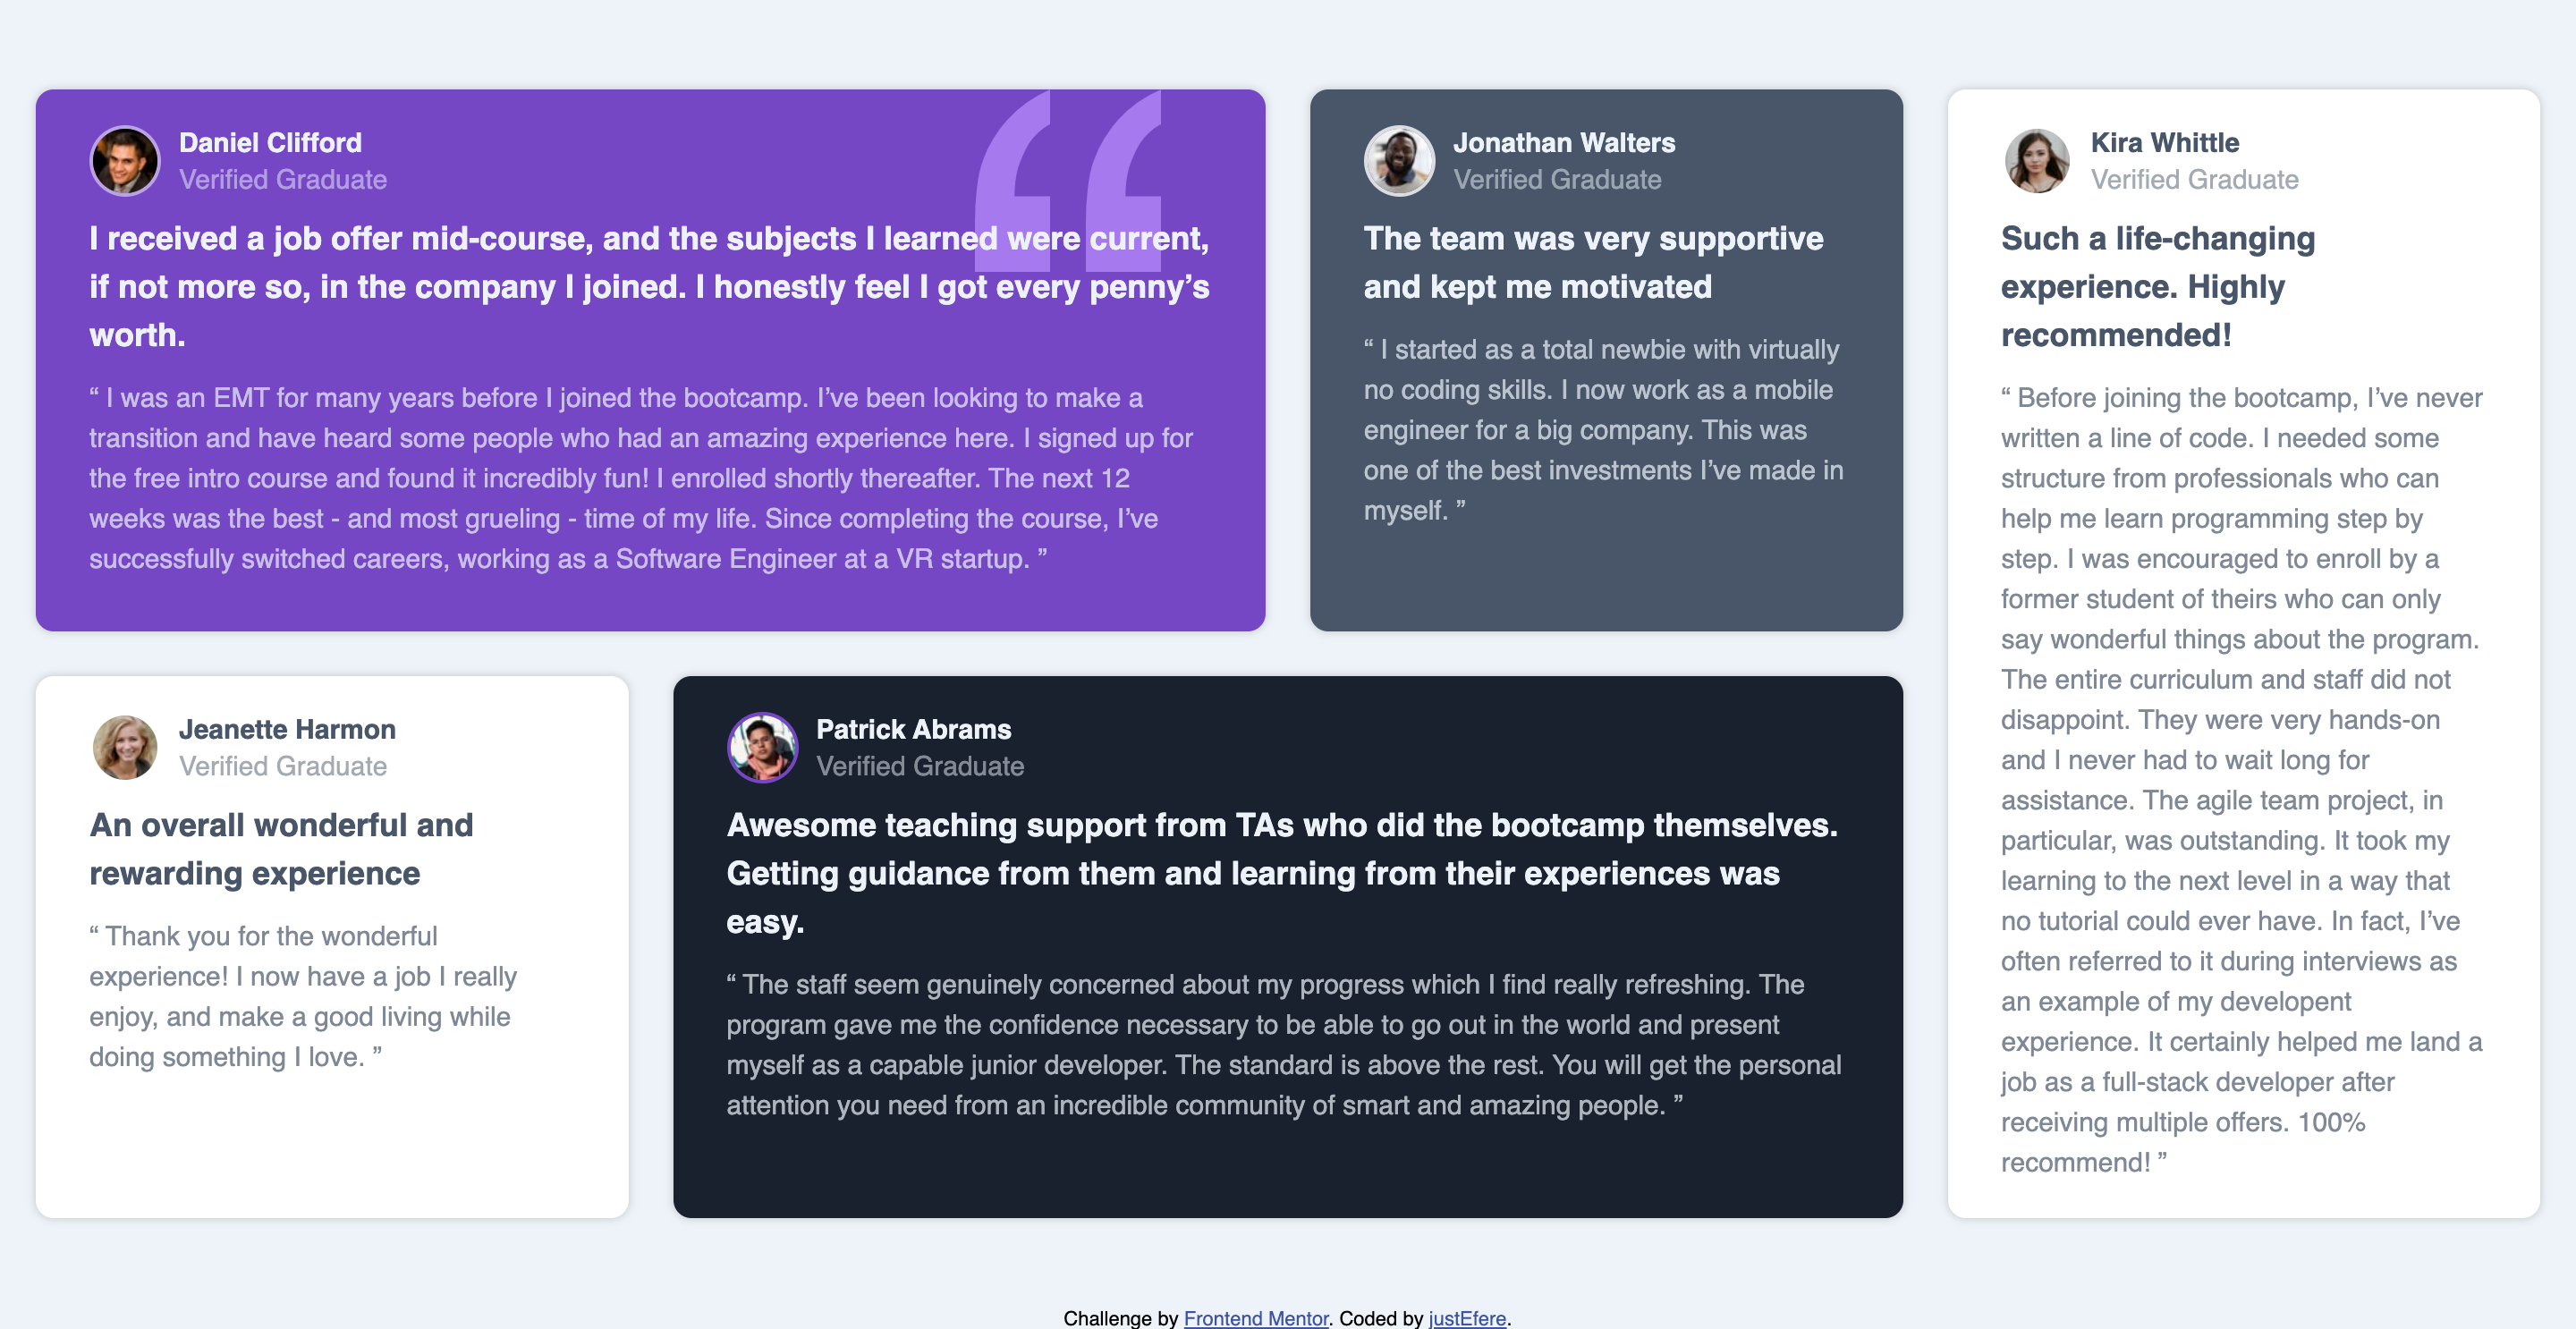 Daniel Clifford
Verified Graduate
I received a job offer mid-course, and the subjects I learned were current,
if not more so, in the company I joined. I honestly feel I got every penny’s
worth.
“ I was an EMT for many years before I joined the bootcamp. I’ve been looking to make a
transition and have heard some people who had an amazing experience here. I signed up for
the free intro course and found it incredibly fun! I enrolled shortly thereafter. The next 12
weeks was the best - and most grueling - time of my life. Since completing the course, I’ve
successfully switched careers, working as a Software Engineer at a VR startup. ”
Jonathan Walters
Verified Graduate
The team was very supportive
and kept me motivated
“ I started as a total newbie with virtually
no coding skills. I now work as a mobile
engineer for a big company. This was
one of the best investments I’ve made in
myself. ”
Kira Whittle
Verified Graduate
Such a life-changing
experience. Highly
recommended!
“ Before joining the bootcamp, I’ve never
written a line of code. I needed some
structure from professionals who can
help me learn programming step by
step. I was encouraged to enroll by a
former student of theirs who can only
say wonderful things about the program.
The entire curriculum and staff did not
disappoint. They were very hands-on
and I never had to wait long for
assistance. The agile team project, in
particular, was outstanding. It took my
learning to the next level in a way that
no tutorial could ever have. In fact, I’ve
often referred to it during interviews as
an example of my developent
experience. It certainly helped me land a
job as a full-stack developer after
receiving multiple offers. 100%
recommend! ”
Jeanette Harmon
Verified Graduate
An overall wonderful and
rewarding experience
“ Thank you for the wonderful
experience! I now have a job I really
enjoy, and make a good living while
doing something I love. ”
Patrick Abrams
Verified Graduate
Awesome teaching support from TAs who did the bootcamp themselves.
Getting guidance from them and learning from their experiences was
easy.
“ The staff seem genuinely concerned about my progress which I find really refreshing. The
program gave me the confidence necessary to be able to go out in the world and present
myself as a capable junior developer. The standard is above the rest. You will get the personal
attention you need from an incredible community of smart and amazing people. ”
Challenge by Frontend Mentor. Coded by justEfere.